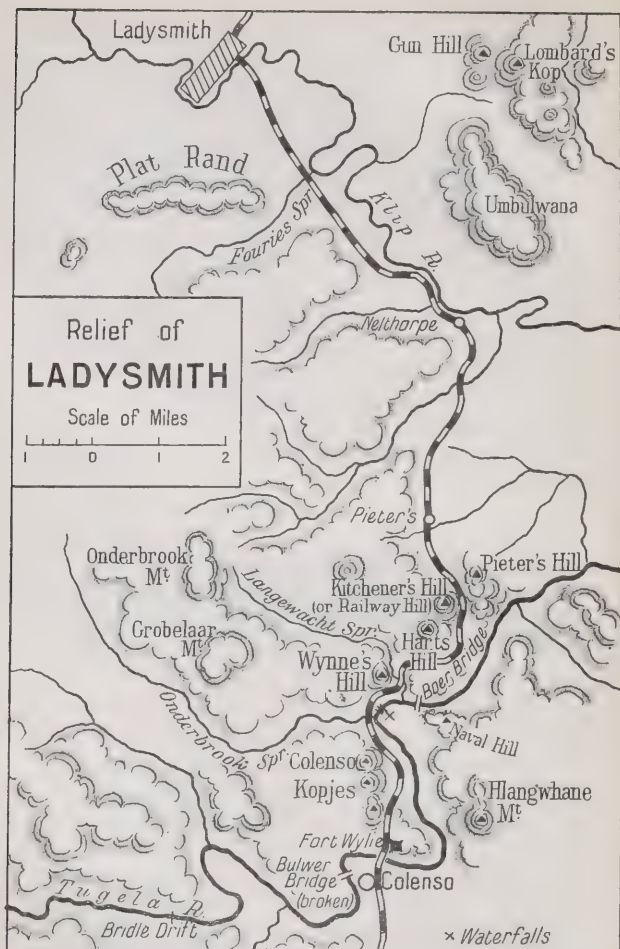 Ladysmith
Gun Hill
Lombard's
Kop
Plat Rand
Umbulwana
Klip R.
Fouries Spr.
Relief of
LADYSMITH
Scale of Miles
1 0 1 2
Nelthorpe
Pieter's
Onderbrook
Mt
Pieter's Hill
Kitchener's Hill
(or Railway Hill)
Langewacht Spr.
Grobelaar
Mt
Harts
Hill
Boer Bridge
Wynne's
Hill
Onderbrook Spr.
Naval Hill
Colenso
Kopjes
Hlangwhane
Mt
Fort Wylie
Bulwer
Bridge
(broken)
Colenso
Tugela R.
Bridle Drift
× Waterfalls